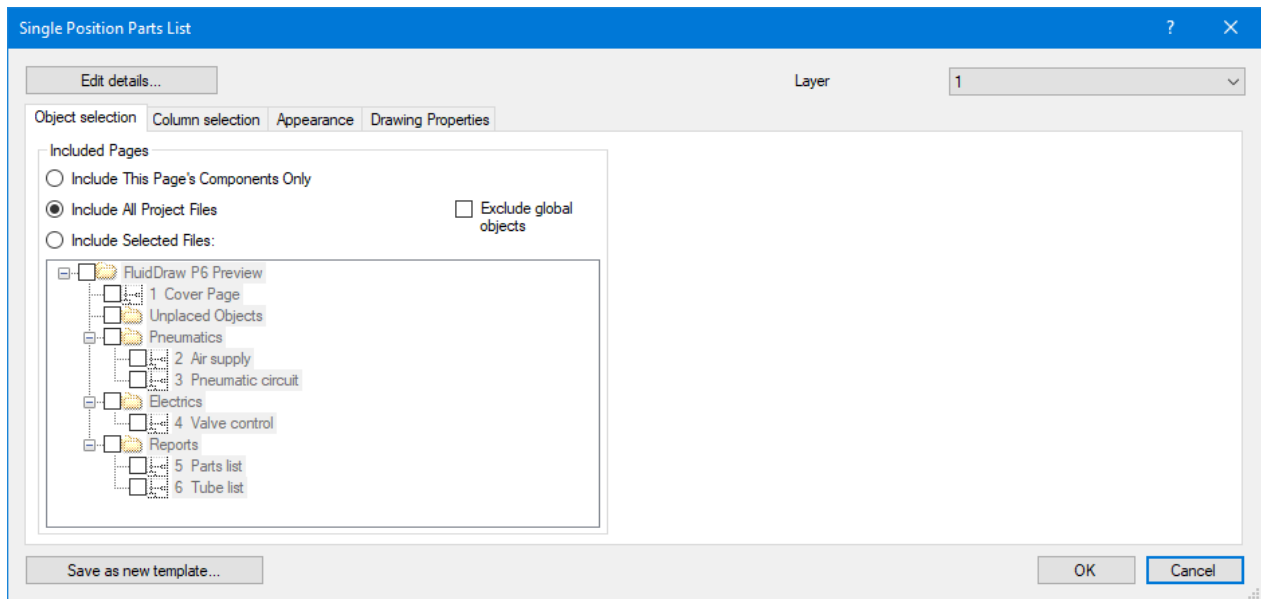 Single Position Parts List
Edit details...
Layer
1
Object selection
Column selection
Appearance
Drawing Properties
Included Pages
Include This Page's Components Only
Include All Project Files
Exclude global
objects
Include Selected Files:
FluidDraw P6 Preview
1 Cover Page
Unplaced Objects
Pneumatics
2 Air supply
3 Pneumatic circuit
Electrics
4 Valve control
Reports
5 Parts list
6 Tube list
Save as new template...
OK
Cancel